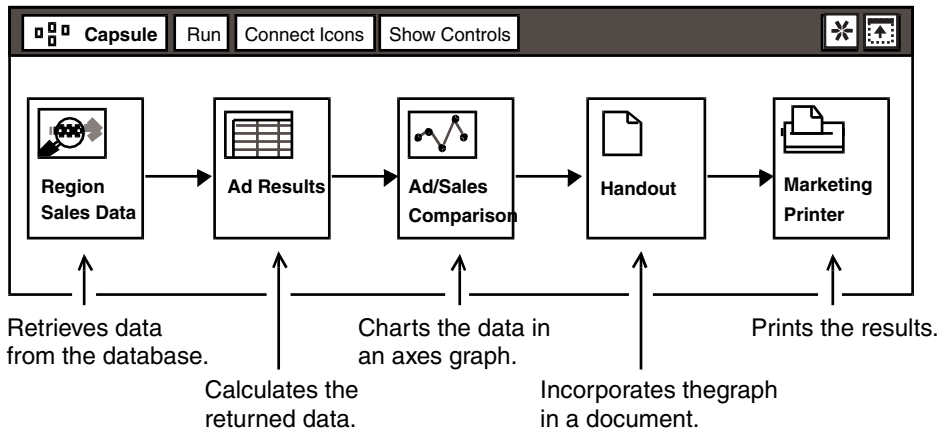 Capsule Run Connect Icons Show Controls
Region
Sales Data
Ad Results
Ad/Sales
Comparison
Handout
Marketing
Printer
Retrieves data
from the database.
Calculates the
returned data.
Charts the data in
an axes graph.
Incorporates thegraph
in a document.
Prints the results.